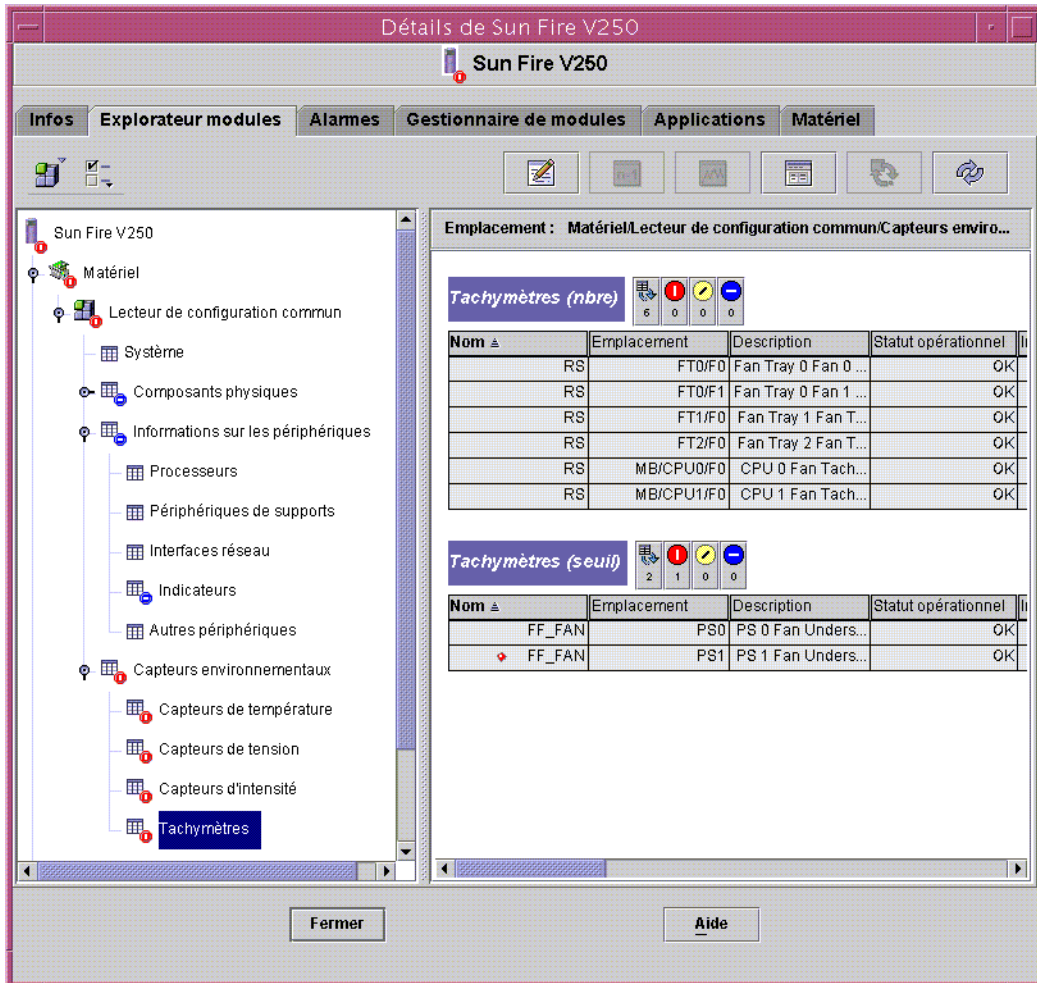 Détails de Sun Fire V250
Sun Fire V250
Infos Explorateur modules Alarmes Gestionnaire de modules Applications Matériel
Sun Fire V250
Matériel
Lecteur de configuration commun
Système
Composants physiques
Informations sur les périphériques
Processeurs
Périphériques de supports
Interfaces réseau
Indicateurs
Autres périphériques
Capteurs environnementaux
Capteurs de température
Capteurs de tension
Capteurs d'intensité
Tachymètres
Emplacement : Matériel/Lecteur de configuration commun/Capteurs enviro...
Tachymètres (nbre) 6 0 0 0
Nom Emplacement Description Statut opérationnel
RS FT0/F0 Fan Tray 0 Fan 0 ... OK
RS FT0/F1 Fan Tray 0 Fan 1 ... OK
RS FT1/F0 Fan Tray 1 Fan T... OK
RS FT2/F0 Fan Tray 2 Fan T... OK
RS MB/CPU0/F0 CPU 0 Fan Tach... OK
RS MB/CPU1/F0 CPU 1 Fan Tach... OK
Tachymètres (seuil) 2 1 0 0
Nom Emplacement Description Statut opérationnel
FF_FAN PS0 PS 0 Fan Unders... OK
FF_FAN PS1 PS 1 Fan Unders... OK
Fermer Aide